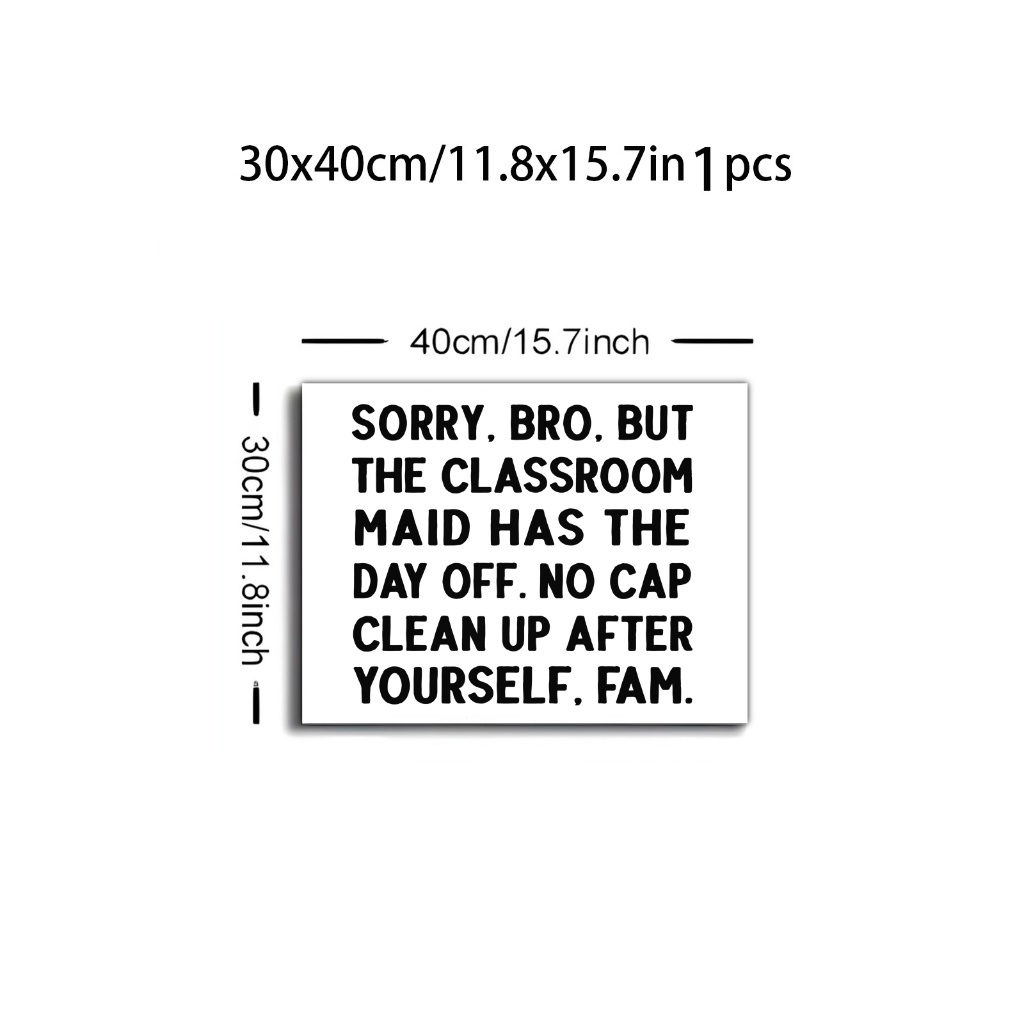 30x40cm/11.8x15.7in 1 pcs
40cm/15.7inch
30cm/11.8inch
SORRY, BRO, BUT
THE CLASSROOM
MAID HAS THE
DAY OFF. NO CAP
CLEAN UP AFTER
YOURSELF, FAM.